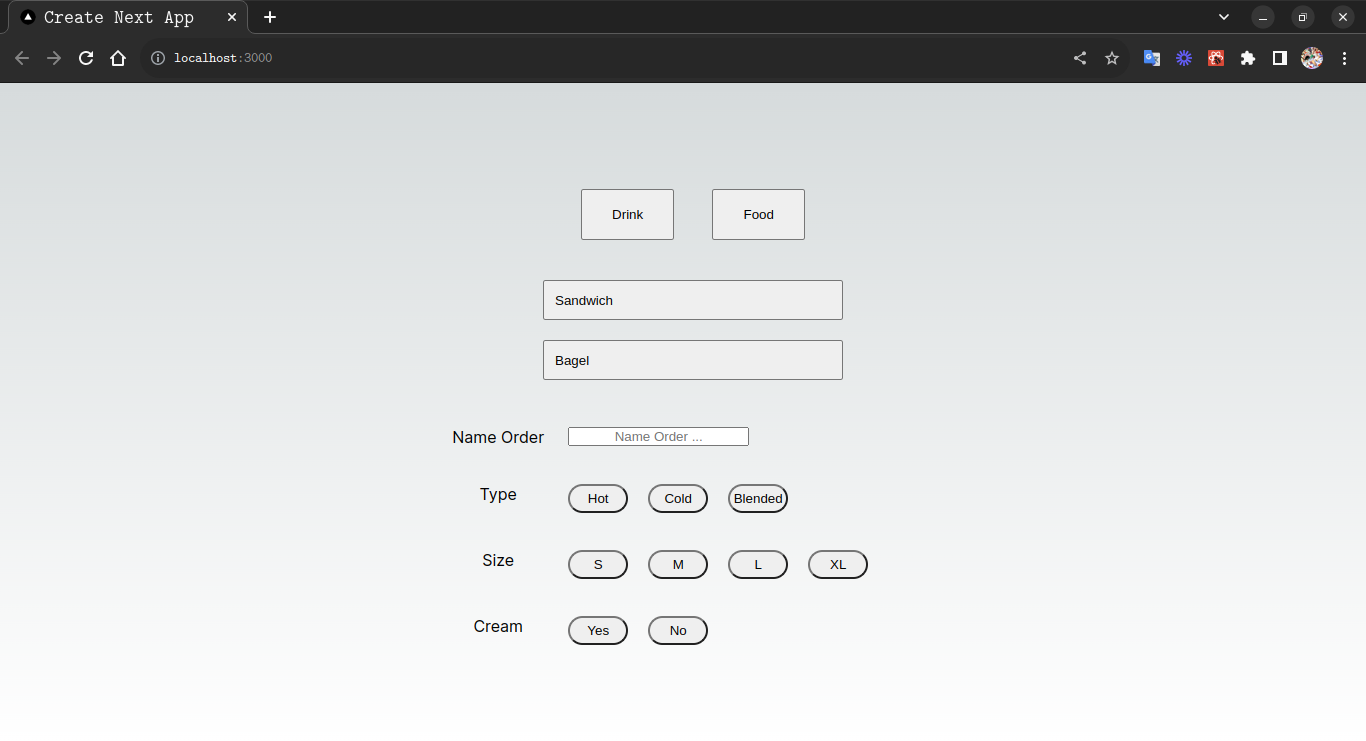 Create Next App
localhost:3000
Drink Food
Sandwich
Bagel
Name Order Name Order ...
Type Hot Cold Blended
Size S M L XL
Cream Yes No